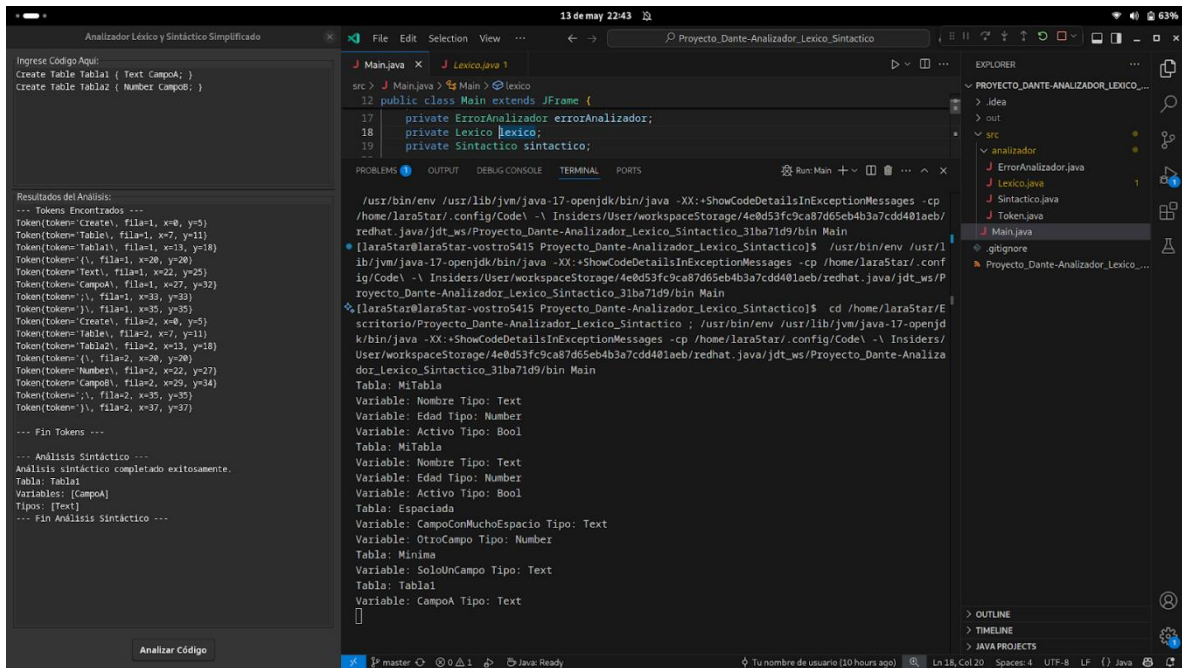 13 de may 22:43
63%
Analizador Léxico y Sintáctico Simplificado
Ingrese Código Aqui:
Create Table Tabla1 { Text CampoA; }
Create Table Tabla2 { Number CampoB; }
Resultados del Análisis:
--- Tokens Encontrados ---
Token{token='Create\, fila=1, x=0, y=5}
Token{token='Table\, fila=1, x=7, y=11}
Token{token='Tabla1\, fila=1, x=13, y=18}
Token{token='{\, fila=1, x=20, y=20}
Token{token='Text\, fila=1, x=22, y=25}
Token{token='CampoA\, fila=1, x=27, y=32}
Token{token=';\, fila=1, x=33, y=33}
Token{token='}\, fila=1, x=35, y=35}
Token{token='Create\, fila=2, x=0, y=5}
Token{token='Table\, fila=2, x=7, y=11}
Token{token='Tabla2\, fila=2, x=13, y=18}
Token{token='{\, fila=2, x=20, y=20}
Token{token='Number\, fila=2, x=22, y=27}
Token{token='CampoB\, fila=2, x=29, y=34}
Token{token=';\, fila=2, x=35, y=35}
Token{token='}\, fila=2, x=37, y=37}
--- Fin Tokens ---
--- Análisis Sintáctico ---
Análisis sintáctico completado exitosamente.
Tabla: Tabla1
Variables: [CampoA]
Tipos: [Text]
--- Fin Análisis Sintáctico ---
Analizar Código
File Edit Selection View ...
Proyecto_Dante-Analizador_Lexico_Sintactico
J Main.java × J Lexico.java 1
src > J Main.java > Main > lexico
12 public class Main extends JFrame {
17 private ErrorAnalizador errorAnalizador;
18 private Lexico lexico;
19 private Sintactico sintactico;
PROBLEMS 1 OUTPUT DEBUG CONSOLE TERMINAL PORTS Run: Main
/usr/bin/env /usr/lib/jvm/java-17-openjdk/bin/java -XX:+ShowCodeDetailsInExceptionMessages -cp
/home/lara5tar/.config/Code\ -\ Insiders/User/workspaceStorage/4e0d53fc9ca87d65eb4b3a7cdd401aeb/
redhat.java/jdt_ws/Proyecto_Dante-Analizador_Lexico_Sintactico_31ba71d9/bin Main
[lara5tar@lara5tar-vostro5415 Proyecto_Dante-Analizador_Lexico_Sintactico]$ /usr/bin/env /usr/l
ib/jvm/java-17-openjdk/bin/java -XX:+ShowCodeDetailsInExceptionMessages -cp /home/lara5tar/.conf
ig/Code\ -\ Insiders/User/workspaceStorage/4e0d53fc9ca87d65eb4b3a7cdd401aeb/redhat.java/jdt_ws/P
royecto_Dante-Analizador_Lexico_Sintactico_31ba71d9/bin Main
[lara5tar@lara5tar-vostro5415 Proyecto_Dante-Analizador_Lexico_Sintactico]$ cd /home/lara5tar/E
scritorio/Proyecto_Dante-Analizador_Lexico_Sintactico ; /usr/bin/env /usr/lib/jvm/java-17-openjd
k/bin/java -XX:+ShowCodeDetailsInExceptionMessages -cp /home/lara5tar/.config/Code\ -\ Insiders/
User/workspaceStorage/4e0d53fc9ca87d65eb4b3a7cdd401aeb/redhat.java/jdt_ws/Proyecto_Dante-Analiza
dor_Lexico_Sintactico_31ba71d9/bin Main
Tabla: MiTabla
Variable: Nombre Tipo: Text
Variable: Edad Tipo: Number
Variable: Activo Tipo: Bool
Tabla: MiTabla
Variable: Nombre Tipo: Text
Variable: Edad Tipo: Number
Variable: Activo Tipo: Bool
Tabla: Espaciada
Variable: CampoConMuchoEspacio Tipo: Text
Variable: OtroCampo Tipo: Number
Tabla: Minima
Variable: SoloUnCampo Tipo: Text
Tabla: Tabla1
Variable: CampoA Tipo: Text
EXPLORER ...
PROYECTO_DANTE-ANALIZADOR_LEXICO_...
.idea
out
src
analizador
J ErrorAnalizador.java
J Lexico.java 1
J Sintactico.java
J Token.java
J Main.java
.gitignore
Proyecto_Dante-Analizador_Lexico_...
OUTLINE
TIMELINE
JAVA PROJECTS
master 0 1 Java: Ready Tu nombre de usuario (10 hours ago) Ln 18, Col 20 Spaces: 4 UTF-8 LF {} Java